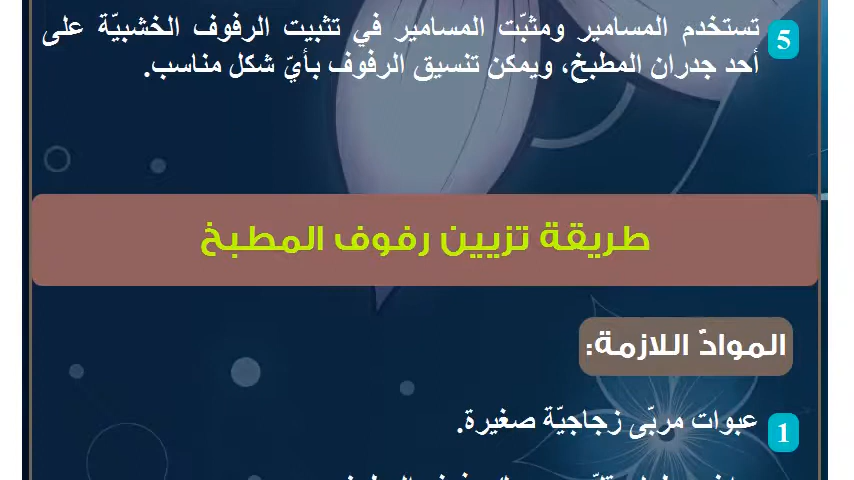 5 تستخدم المسامير ومثبّت المسامير في تثبيت الرفوف الخشبيّة على
أحد جدران المطبخ، ويمكن تنسيق الرفوف بأيّ شكل مناسب.
طريقة تزيين رفوف المطبخ
الموادّ اللازمة:
1 عبوات مربّى زجاجيّة صغيرة.